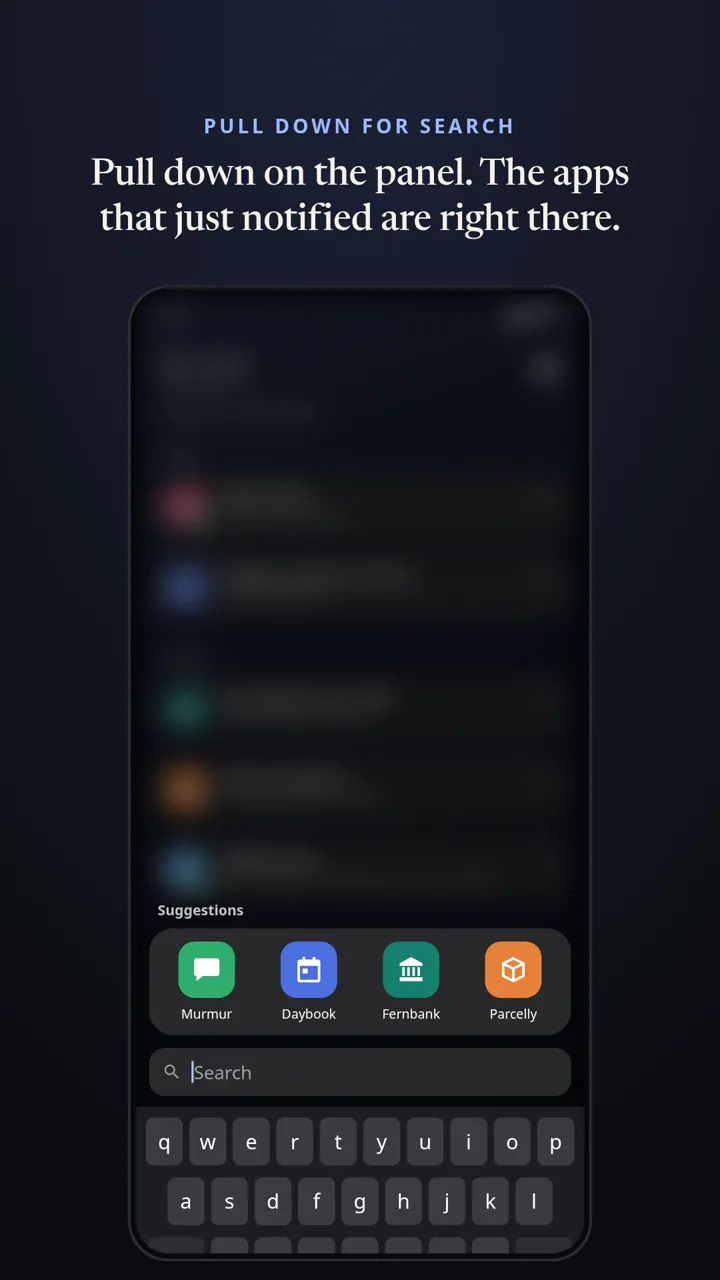 PULL DOWN FOR SEARCH
Pull down on the panel. The apps
that just notified are right there.
Suggestions
Murmur Daybook Fernbank Parcelly
Search
q w e r t y u i o p
a s d f g h j k l